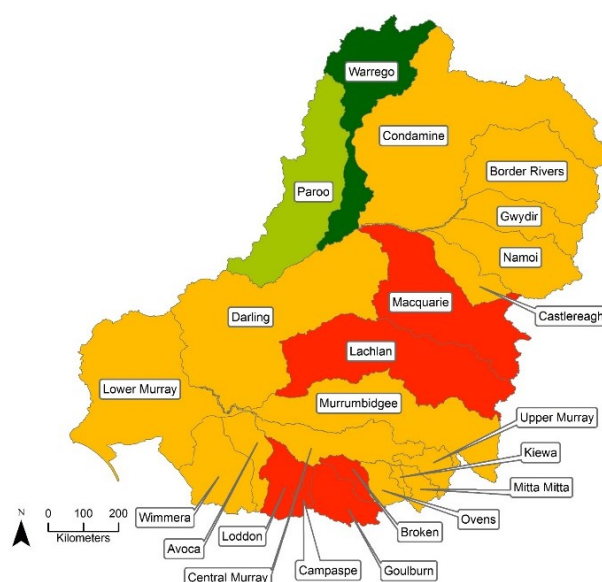 Warrego
Condamine
Border Rivers
Paroo
Gwydir
Namoi
Castlereagh
Macquarie
Darling
Lachlan
Lower Murray
Murrumbidgee
Upper Murray
Kiewa
Mitta Mitta
Ovens
Broken
Wimmera
Avoca
Loddon
Central Murray
Campaspe
Goulburn
N
0 50 100 200
Kilometers